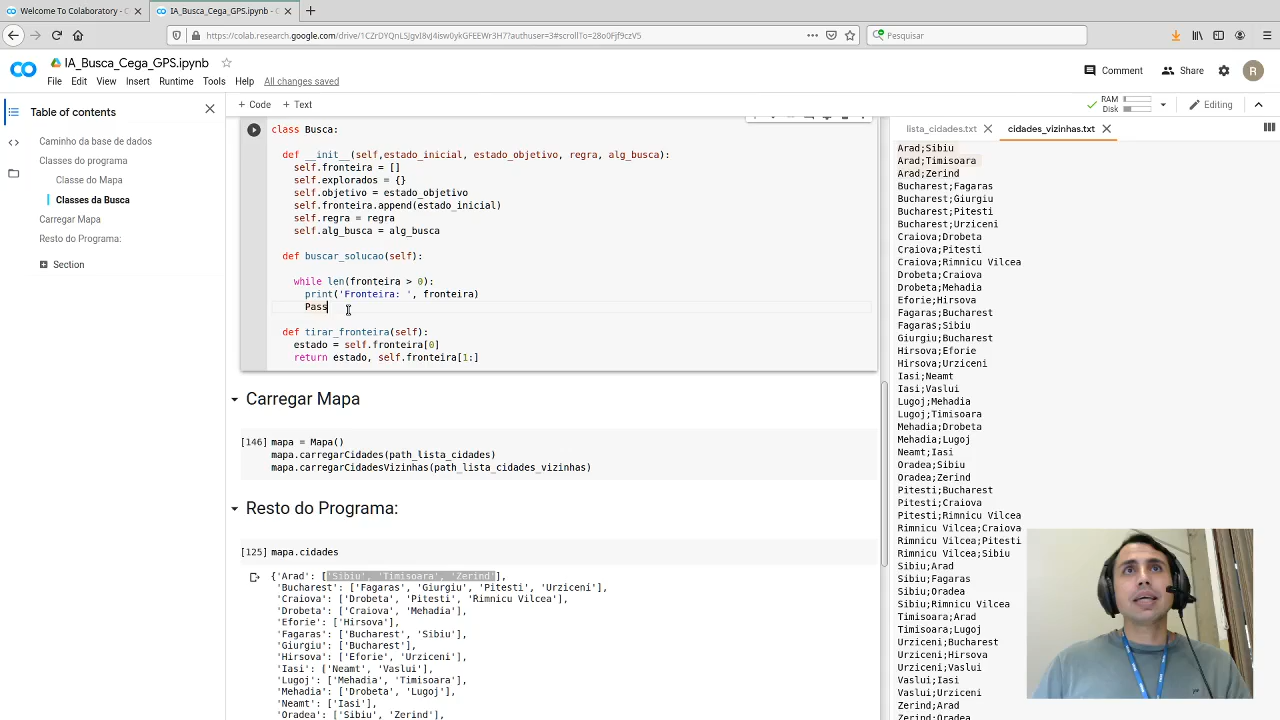 Welcome To Colaboratory -
IA_Busca_Cega_GPS.ipynb -
Pesquisar
IA_Busca_Cega_GPS.ipynb
File Edit View Insert Runtime Tools Help All changes saved
Comment Share R
Table of contents
+ Code + Text
RAM
Disk
Editing
Caminho da base de dados
Classes do programa
Classe do Mapa
Classes da Busca
Carregar Mapa
Resto do Programa:
Section
class Busca:
def __init__(self,estado_inicial, estado_objetivo, regra, alg_busca):
self.fronteira = []
self.explorados = {}
self.objetivo = estado_objetivo
self.fronteira.append(estado_inicial)
self.regra = regra
self.alg_busca = alg_busca
def buscar_solucao(self):
while len(fronteira > 0):
print('Fronteira: ', fronteira)
Pass
def tirar_fronteira(self):
estado = self.fronteira[0]
return estado, self.fronteira[1:]
Carregar Mapa
[146] mapa = Mapa()
mapa.carregarCidades(path_lista_cidades)
mapa.carregarCidadesVizinhas(path_lista_cidades_vizinhas)
Resto do Programa:
[125] mapa.cidades
{'Arad': ['Sibiu', 'Timisoara', 'Zerind'],
'Bucharest': ['Fagaras', 'Giurgiu', 'Pitesti', 'Urziceni'],
'Craiova': ['Drobeta', 'Pitesti', 'Rimnicu Vilcea'],
'Drobeta': ['Craiova', 'Mehadia'],
'Eforie': ['Hirsova'],
'Fagaras': ['Bucharest', 'Sibiu'],
'Giurgiu': ['Bucharest'],
'Hirsova': ['Eforie', 'Urziceni'],
'Iasi': ['Neamt', 'Vaslui'],
'Lugoj': ['Mehadia', 'Timisoara'],
'Mehadia': ['Drobeta', 'Lugoj'],
'Neamt': ['Iasi'],
'Oradea': ['Sibiu', 'Zerind'],
lista_cidades.txt cidades_vizinhas.txt
Arad;Sibiu
Arad;Timisoara
Arad;Zerind
Bucharest;Fagaras
Bucharest;Giurgiu
Bucharest;Pitesti
Bucharest;Urziceni
Craiova;Drobeta
Craiova;Pitesti
Craiova;Rimnicu Vilcea
Drobeta;Craiova
Drobeta;Mehadia
Eforie;Hirsova
Fagaras;Bucharest
Fagaras;Sibiu
Giurgiu;Bucharest
Hirsova;Eforie
Hirsova;Urziceni
Iasi;Neamt
Iasi;Vaslui
Lugoj;Mehadia
Lugoj;Timisoara
Mehadia;Drobeta
Mehadia;Lugoj
Neamt;Iasi
Oradea;Sibiu
Oradea;Zerind
Pitesti;Bucharest
Pitesti;Craiova
Pitesti;Rimnicu Vilcea
Rimnicu Vilcea;Craiova
Rimnicu Vilcea;Pitesti
Rimnicu Vilcea;Sibiu
Sibiu;Arad
Sibiu;Fagaras
Sibiu;Oradea
Sibiu;Rimnicu Vilcea
Timisoara;Arad
Timisoara;Lugoj
Urziceni;Bucharest
Urziceni;Hirsova
Urziceni;Vaslui
Vaslui;Iasi
Vaslui;Urziceni
Zerind;Arad
Zerind;Oradea